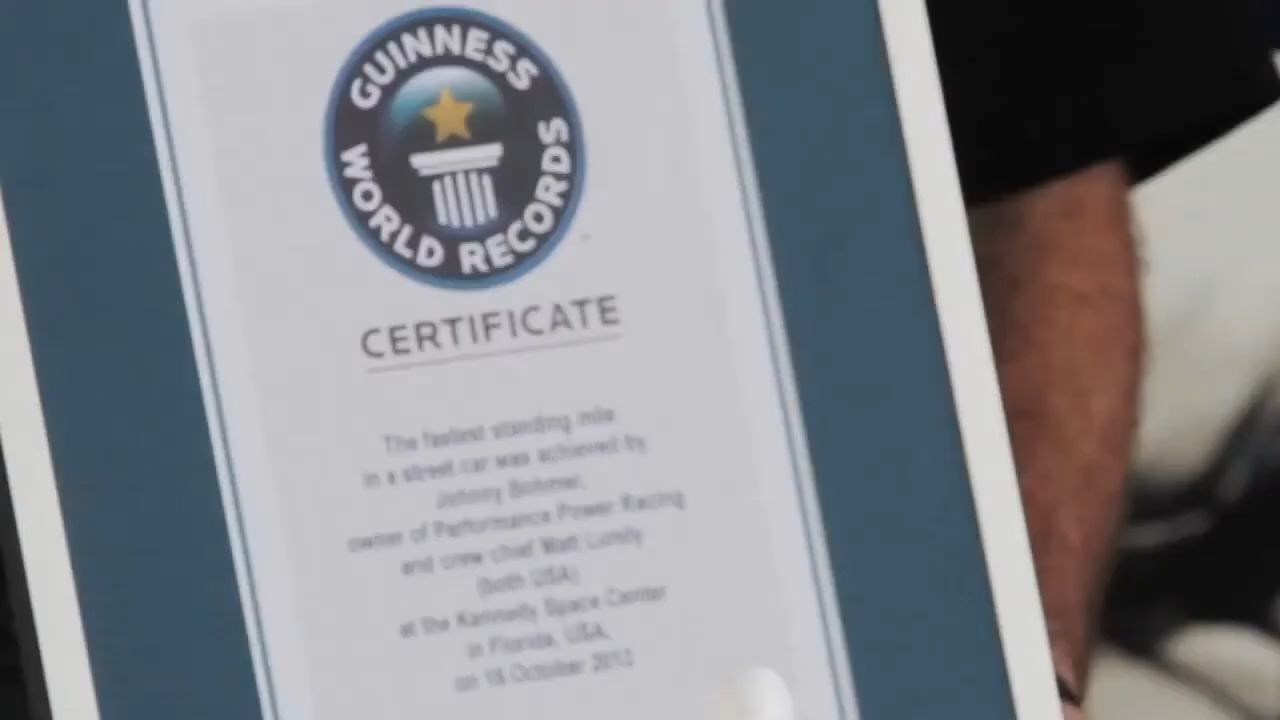 GUINNESS
WORLD RECORDS
CERTIFICATE
The fastest standing mile
in a street car was achieved by
Johnny Bohmer,
owner of Performance Power Racing
and crew chief Matt Lundy
(both USA)
at the Kennedy Space Center
in Florida, USA,
on October